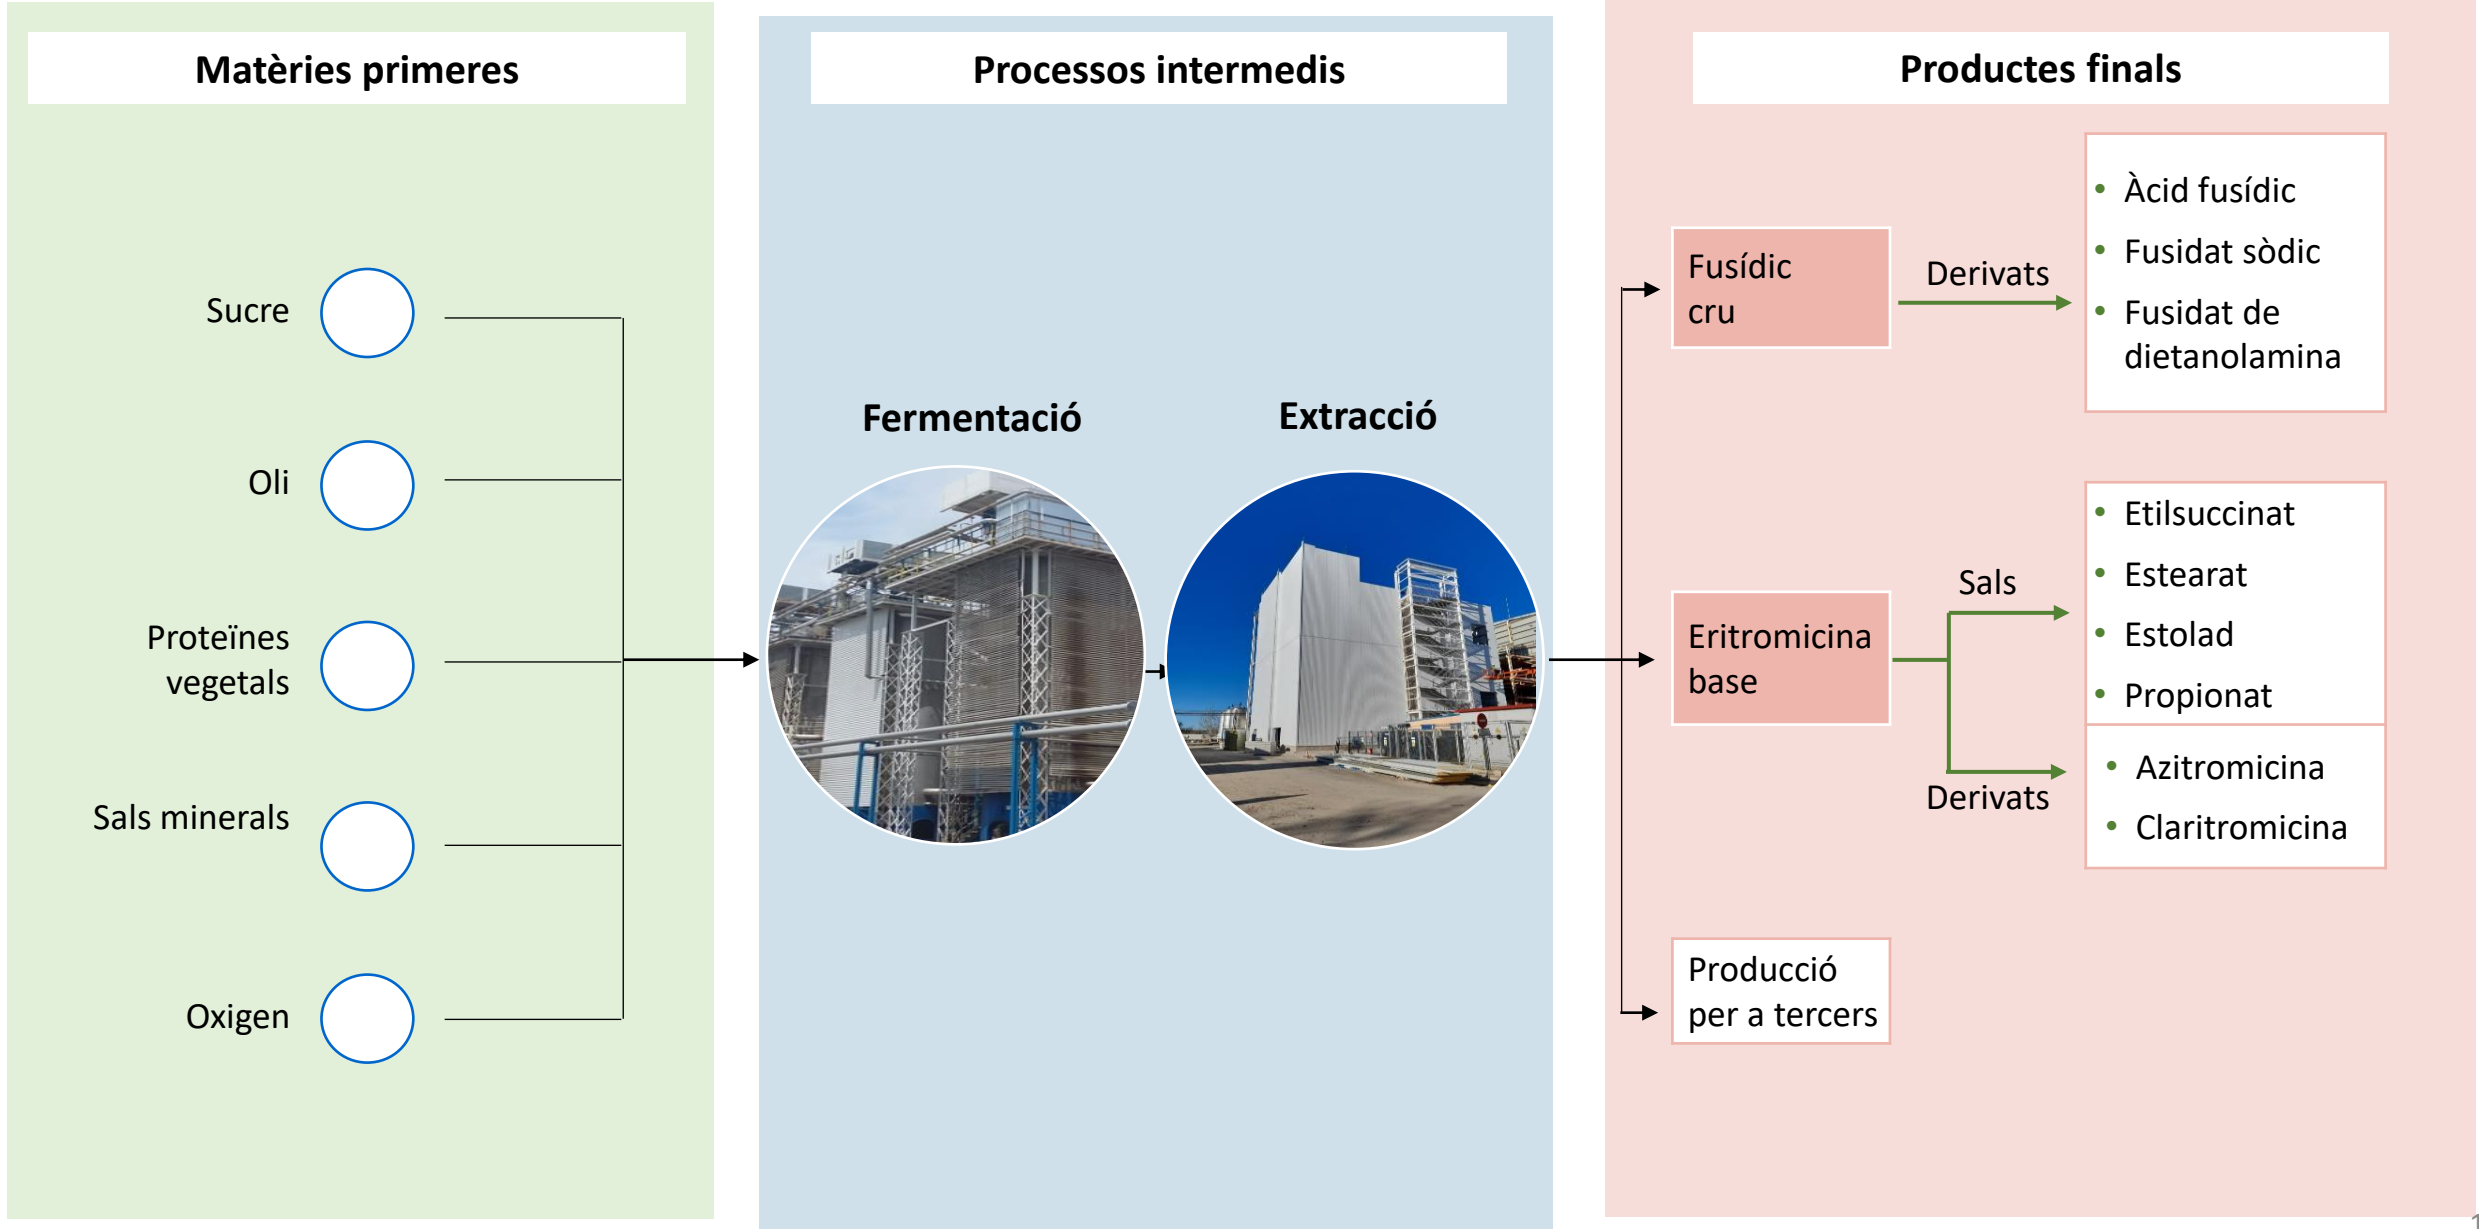 Matèries primeres
Sucre
Oli
Proteïnes
vegetals
Sals minerals
Oxigen
Processos intermedis
Fermentació
Extracció
Productes finals
Fusídic
cru
Derivats
• Àcid fusídic
• Fusidat sòdic
• Fusidat de
dietanolamina
Eritromicina
base
Sals
• Etilsuccinat
• Estearat
• Estolad
• Propionat
Derivats
• Azitromicina
• Claritromicina
Producció
per a tercers